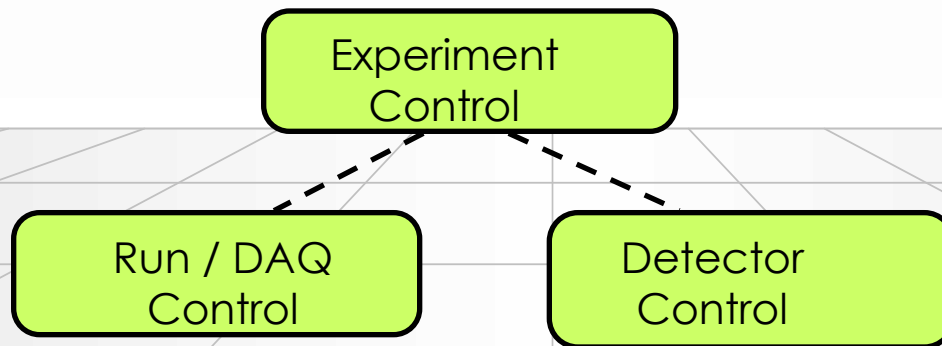 Experiment
Control
Run / DAQ
Control
Detector
Control